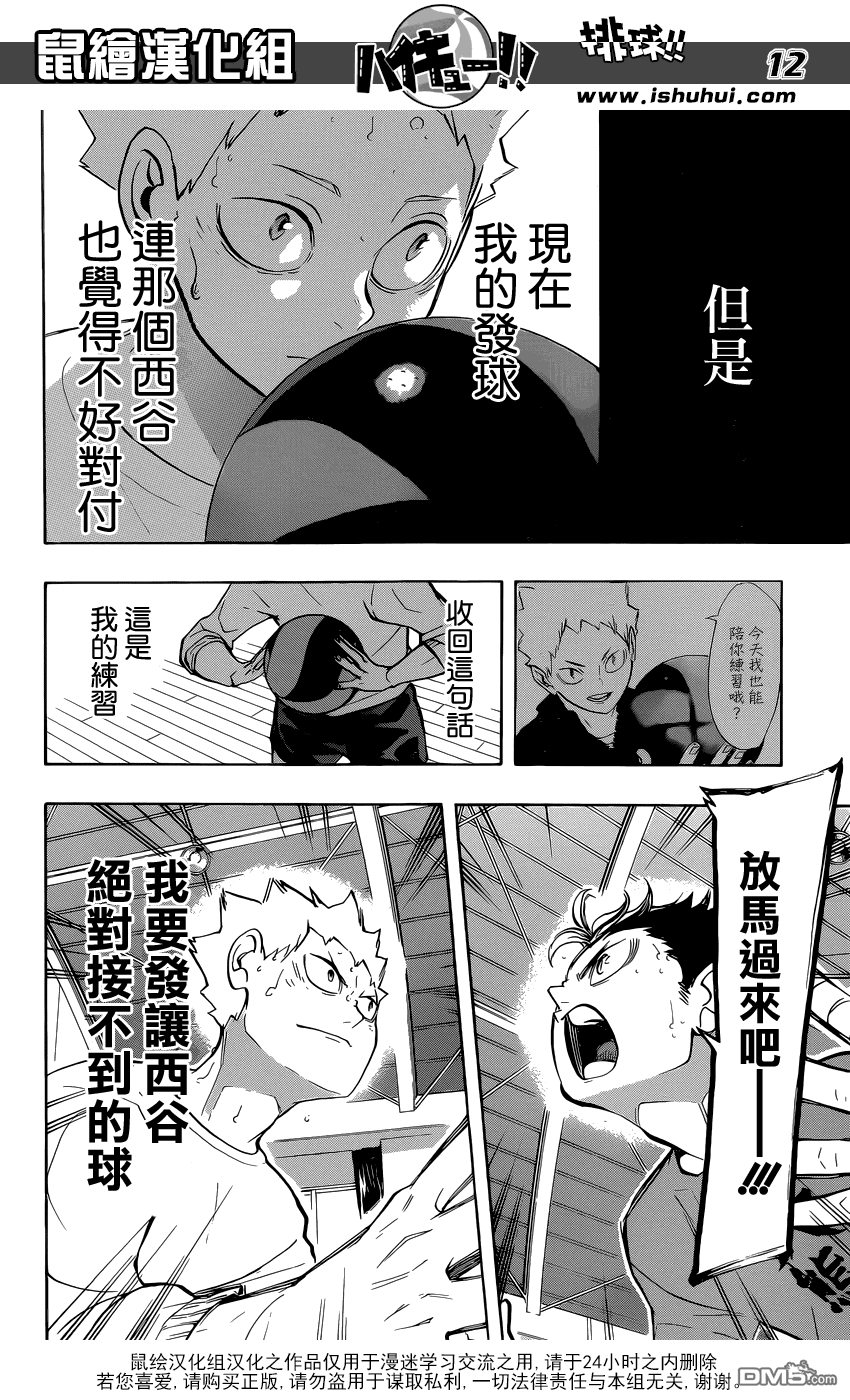 鼠繪漢化組
ハイキュー!!
排球!!
12
www.ishuhui.com
但是
現在
我的發球
連那個西谷
也覺得不好對付
今天我也能
陪你練習哦？
收回這句話
這是
我的練習
放馬過來吧──!!!
我要發讓西谷
絕對接不到的球
鼠绘汉化组汉化之作品仅用于漫迷学习交流之用,请于24小时之内删除
若您喜爱,请购买正版,请勿盗用于谋取私利,一切法律责任与本组无关,谢谢。
DM5.com